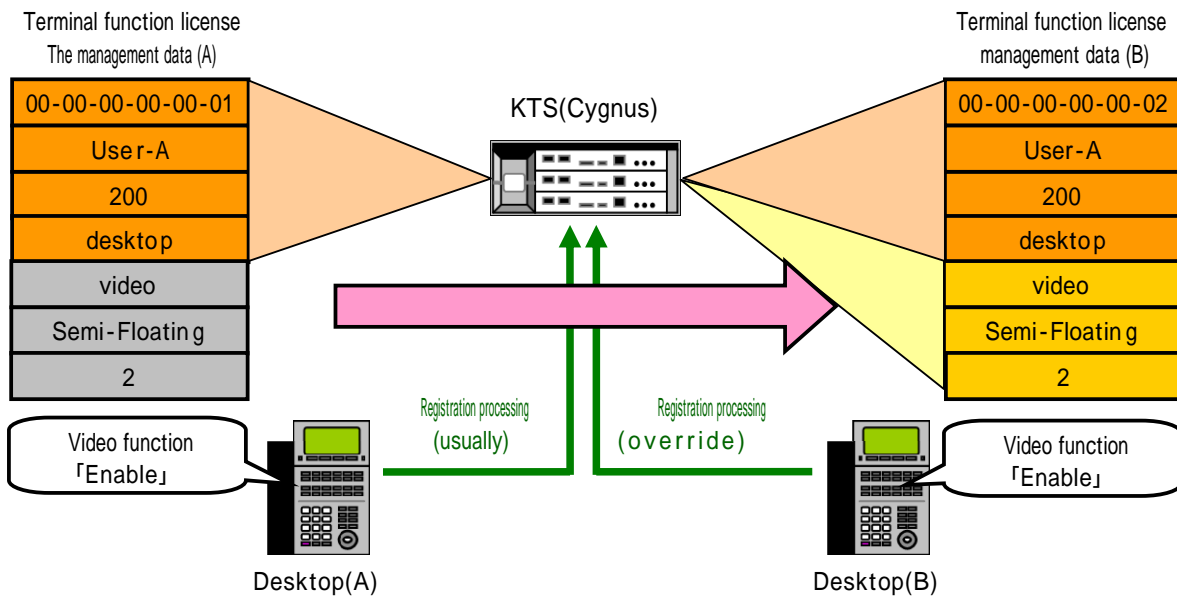 Terminal function license
The management data (A)
00-00-00-00-00-01
User-A
200
desktop
video
Semi-Floating
2
KTS(Cygnus)
Terminal function license
management data (B)
00-00-00-00-00-02
User-A
200
desktop
video
Semi-Floating
2
Video function
「Enable」
Registration processing
(usually)
Registration processing
(override)
Video function
「Enable」
Desktop(A)
Desktop(B)